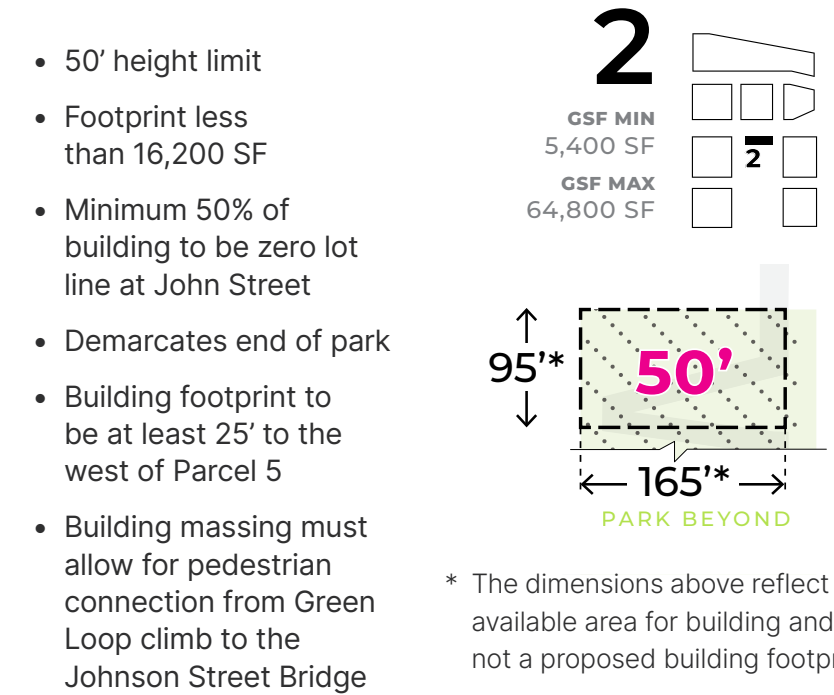 • 50’ height limit
• Footprint less
than 16,200 SF
• Minimum 50% of
building to be zero lot
line at John Street
• Demarcates end of park
• Building footprint to
be at least 25’ to the
west of Parcel 5
• Building massing must
allow for pedestrian
connection from Green
Loop climb to the
Johnson Street Bridge
2
GSF MIN
5,400 SF
GSF MAX
64,800 SF
2
95’*
50’
165’*
PARK BEYOND
* The dimensions above reflect
available area for building and
not a proposed building footpr